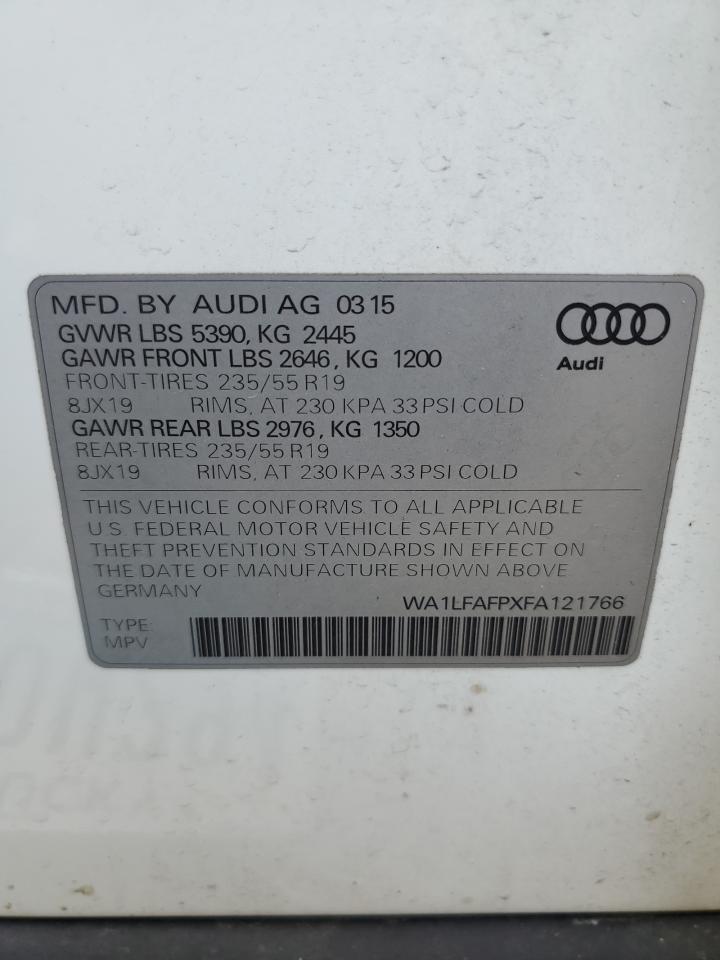 MFD. BY AUDI AG 03 15
GVWR LBS 5390, KG 2445
GAWR FRONT LBS 2646, KG 1200
FRONT-TIRES 235/55 R19
8JX19 RIMS, AT 230 KPA 33 PSI COLD
GAWR REAR LBS 2976, KG 1350
REAR-TIRES 235/55 R19
8JX19 RIMS, AT 230 KPA 33 PSI COLD
Audi
THIS VEHICLE CONFORMS TO ALL APPLICABLE
U.S. FEDERAL MOTOR VEHICLE SAFETY AND
THEFT PREVENTION STANDARDS IN EFFECT ON
THE DATE OF MANUFACTURE SHOWN ABOVE
GERMANY
WA1LFAFPXFA121766
TYPE:
MPV